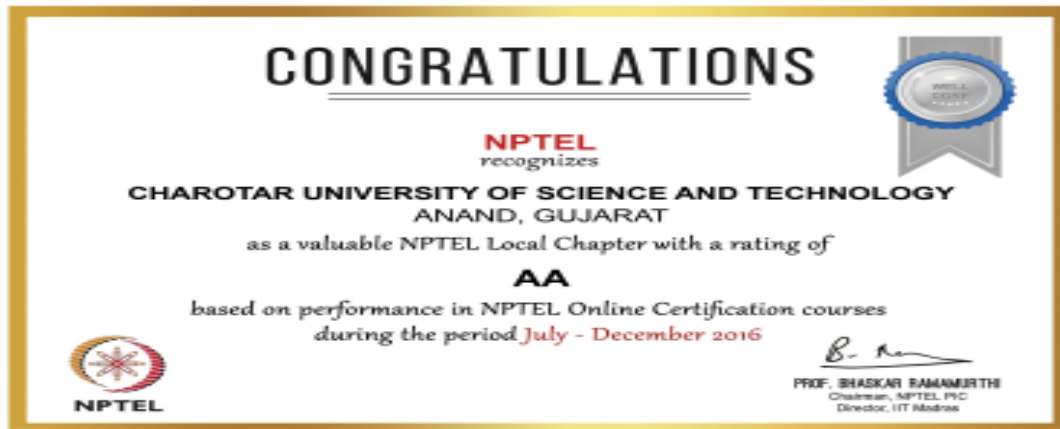 CONGRATULATIONS
WELL
DONE
NPTEL
recognizes
CHAROTAR UNIVERSITY OF SCIENCE AND TECHNOLOGY
ANAND, GUJARAT
as a valuable NPTEL Local Chapter with a rating of
AA
based on performance in NPTEL Online Certification courses
during the period July - December 2016
NPTEL
PROF. BHASKAR RAMAMURTHI
Chairman, NPTEL PIC
Director, IIT Madras